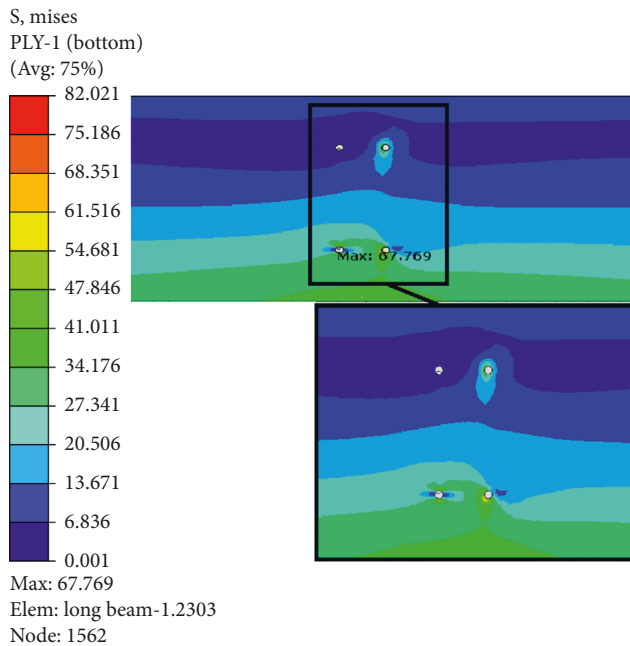 S, mises
PLY-1 (bottom)
(Avg: 75%)
82.021
75.186
68.351
61.516
54.681
47.846
41.011
34.176
27.341
20.506
13.671
6.836
0.001
Max: 67.769
Max: 67.769
Elem: long beam-1.2303
Node: 1562